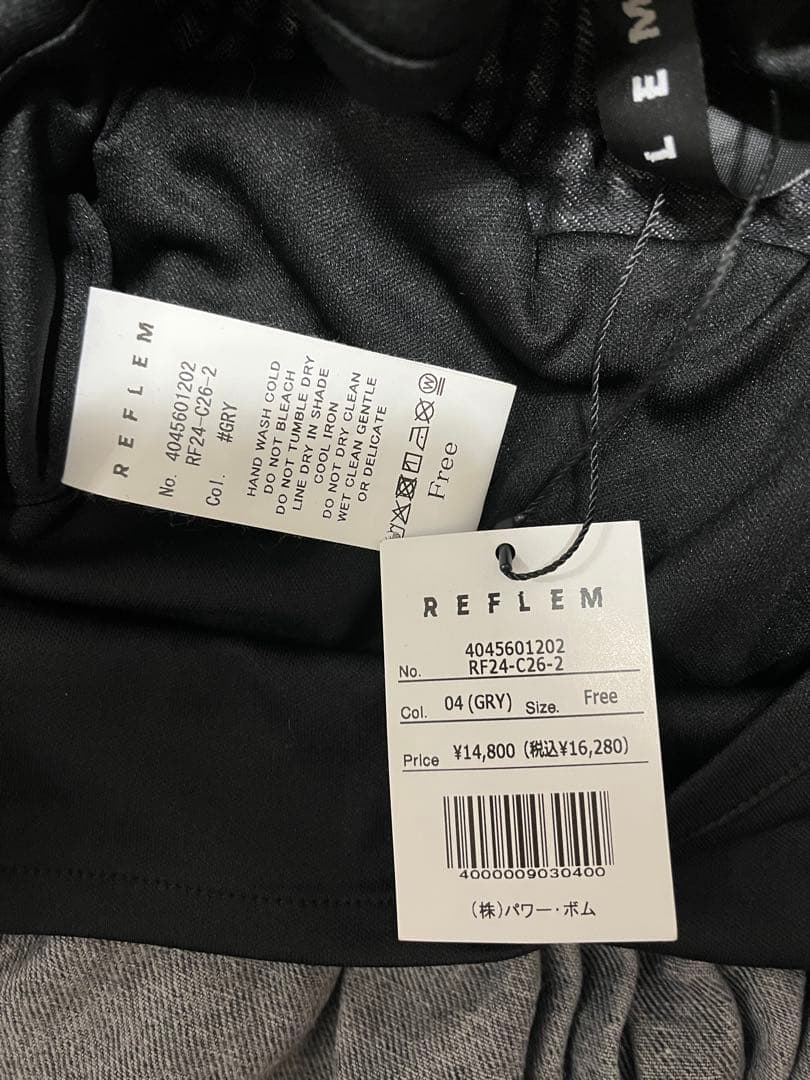 LEM
REFLEM
No. 4045601202
RF24-C26-2
Col. #GRY
HAND WASH COLD
DO NOT BLEACH
DO NOT TUMBLE DRY
LINE DRY IN SHADE
COOL IRON
DO NOT DRY CLEAN
WET CLEAN GENTLE
OR DELICATE
W
Free
REFLEM
4045601202
No. RF24-C26-2
Col. 04(GRY) Size. Free
Price ¥14,800 (税込¥16,280)
4000009030400
(株)パワー・ボム